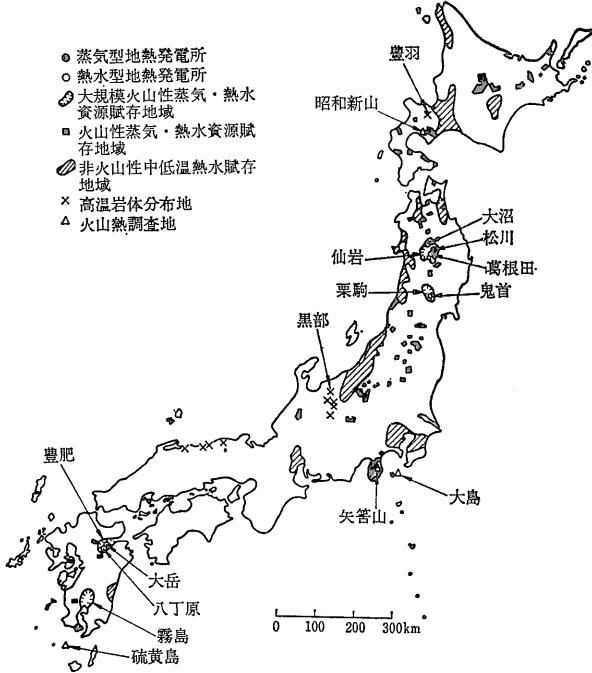 蒸気型地熱発電所
熱水型地熱発電所
大規模火山性蒸気・熱水
資源賦存地域
火山性蒸気・熱水資源賦
存地域
非火山性中低温熱水賦存
地域
高温岩体分布地
火山熱調査地
豊羽
昭和新山
大沼
松川
仙岩
葛根田
栗駒
鬼首
黒部
豊肥
大島
矢筈山
大岳
八丁原
霧島
硫黄島
0 100 200 300km